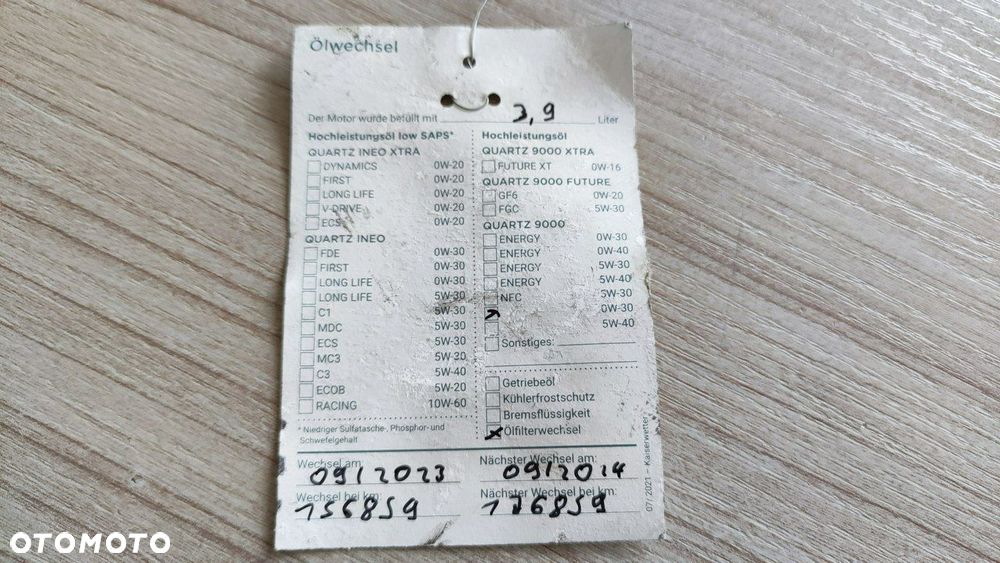 Ölwechsel
Der Motor wurde befüllt mit 3,9 Liter
Hochleistungsöl low SAPS*
QUARTZ INEO XTRA
DYNAMICS 0W-20
FIRST 0W-20
LONG LIFE 0W-20
V-DRIVE 0W-20
ECS 0W-20
QUARTZ INEO
FDE 0W-30
FIRST 0W-30
LONG LIFE 0W-30
LONG LIFE 5W-30
C1 5W-30
MDC 5W-30
ECS 5W-30
MC3 5W-20
C3 5W-40
ECOB 5W-20
RACING 10W-60
* Niedriger Sulfatasche-, Phosphor- und
Schwefelgehalt
Hochleistungsöl
QUARTZ 9000 XTRA
FUTURE XT 0W-16
QUARTZ 9000 FUTURE
GF6 0W-20
FGC 5W-30
QUARTZ 9000
ENERGY 0W-30
ENERGY 0W-40
ENERGY 5W-30
ENERGY 5W-40
NFC 5W-30
0W-30
5W-40
Sonstiges:
Getriebeöl
Kühlerfrostschutz
Bremsflüssigkeit
Ölfilterwechsel
Wechsel am: 09/2023
Nächster Wechsel am: 09/2024
Wechsel bei km: 156859
Nächster Wechsel bei km: 176859
07/2021 – Kaiserwetter
OTOMOTO